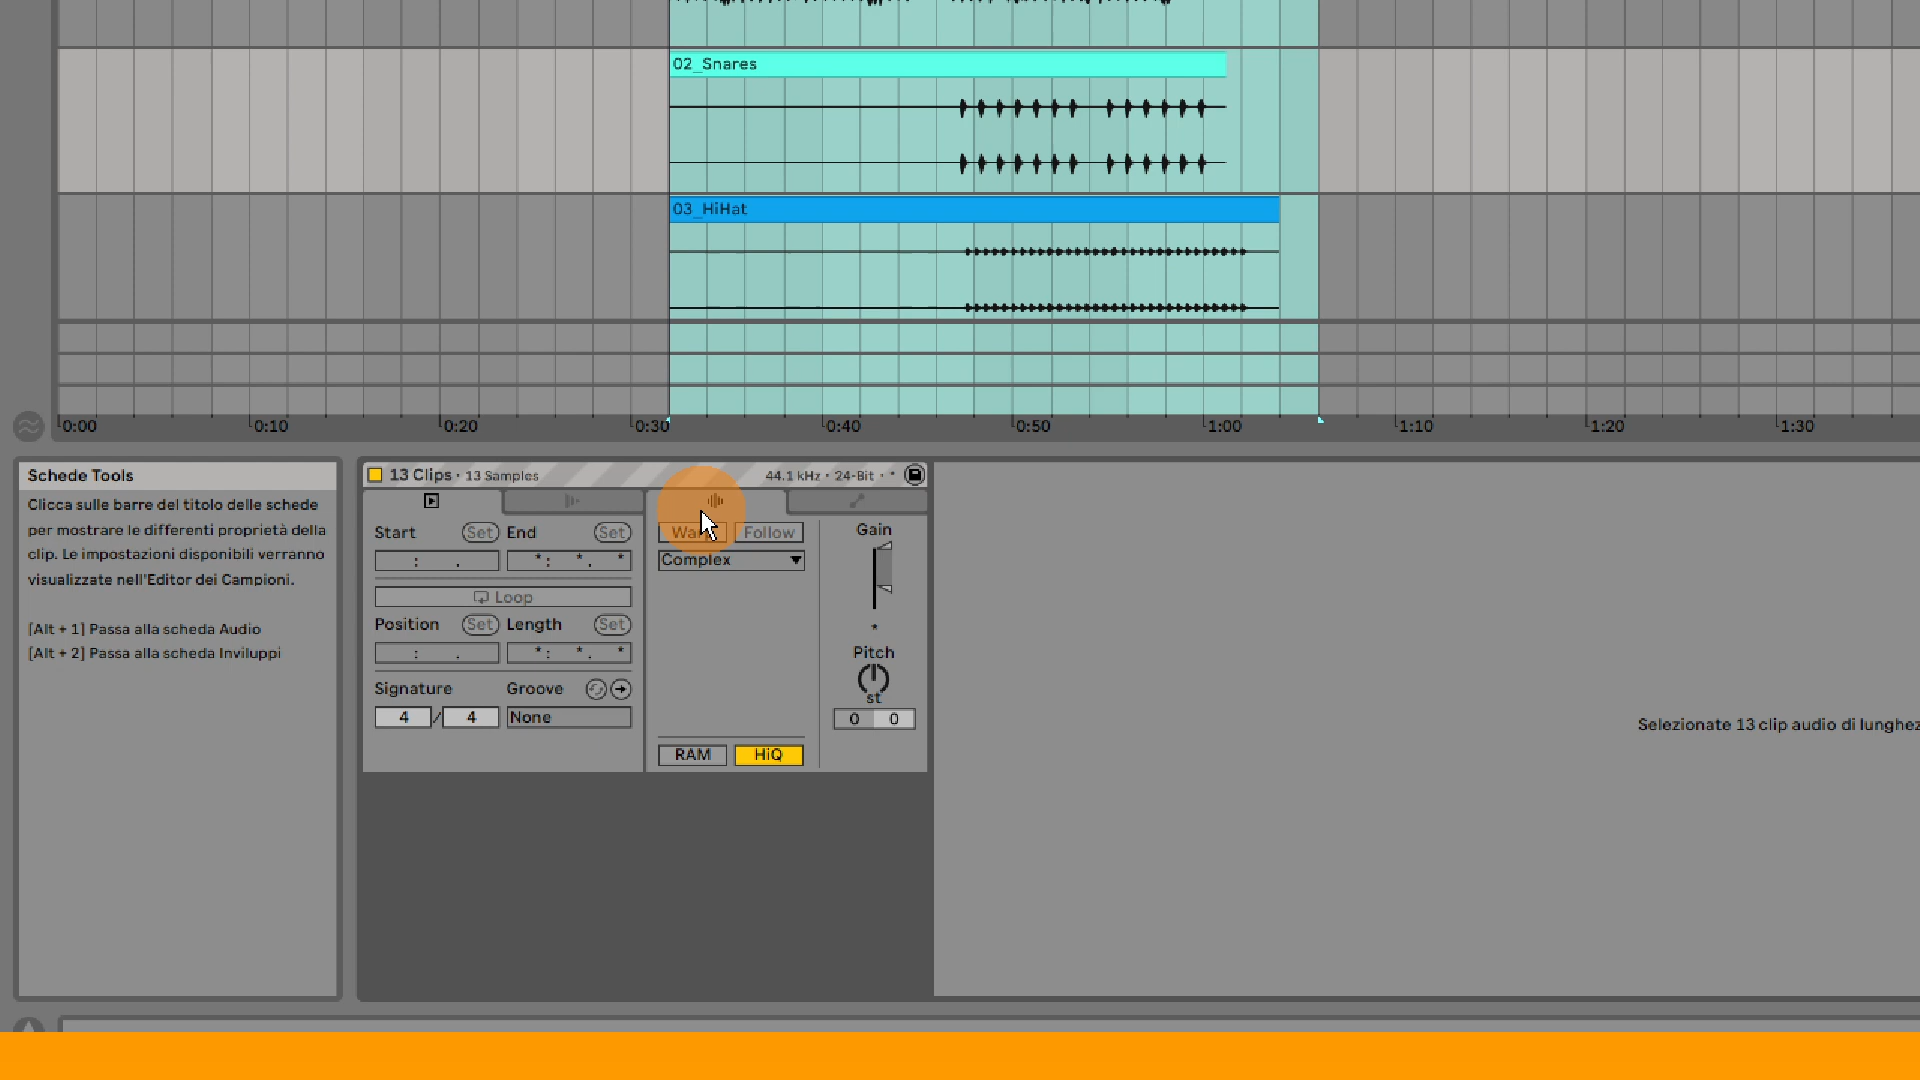 02_Snares
03_HiHat
0:00 0:10 0:20 0:30 0:40 0:50 1:00 1:10 1:20 1:30
Schede Tools
Clicca sulle barre del titolo delle schede
per mostrare le differenti proprietà della
clip. Le impostazioni disponibili verranno
visualizzate nell'Editor dei Campioni.
[Alt + 1] Passa alla scheda Audio
[Alt + 2] Passa alla scheda Inviluppi
13 Clips · 13 Samples 44.1 kHz · 24-Bit · *
Start Set End Set
: . *: *. *
Loop
Position Set Length Set
: . *: *. *
Signature Groove
4 / 4 None
Follow
Complex
RAM HiQ
Gain
*
Pitch
st
0 0
Selezionate 13 clip audio di